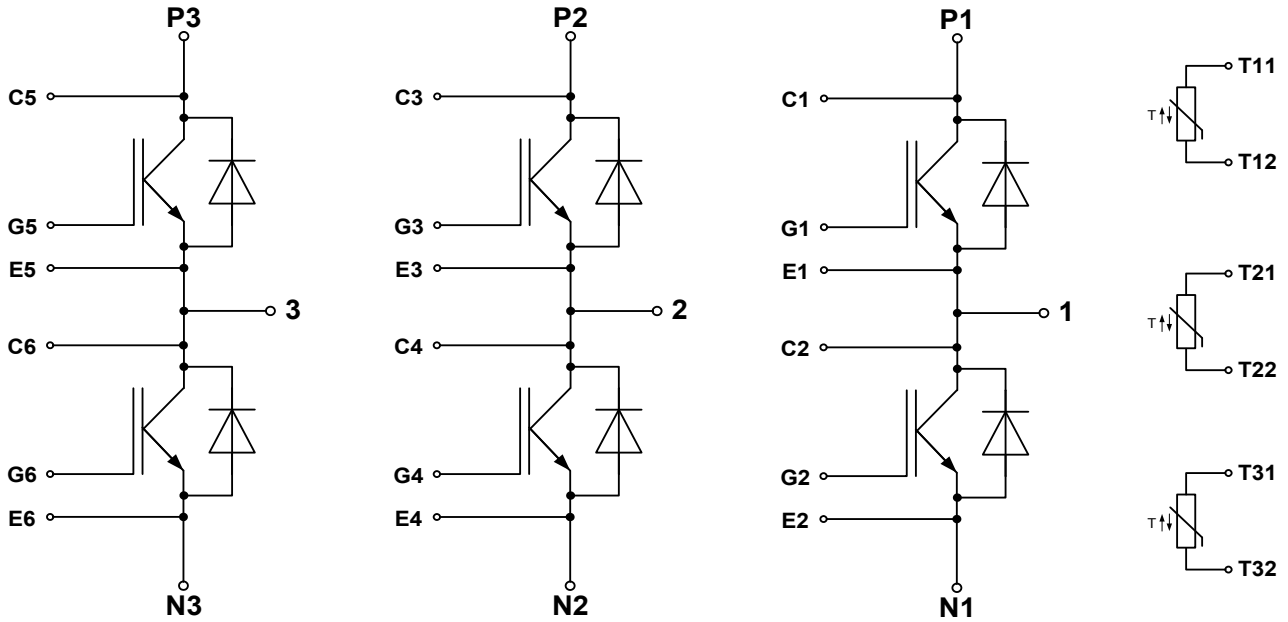 P3 P2 P1
T11
C5 C3 C1
T
T12
G5 G3 G1
E5 E3 E1
T21
3 2 1
T
C6 C4 C2
T22
G6 G4 G2
T31
E6 E4 E2
T
T32
N3 N2 N1